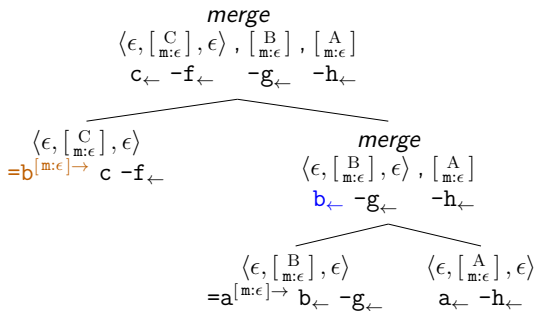 merge
⟨ϵ, [ C m:ϵ ], ϵ⟩ , [ B m:ϵ ] , [ A m:ϵ ]
c← -f← -g← -h←
⟨ϵ, [ C m:ϵ ], ϵ⟩
=b[m:ϵ]→ c -f←
merge
⟨ϵ, [ B m:ϵ ], ϵ⟩ , [ A m:ϵ ]
b← -g← -h←
⟨ϵ, [ B m:ϵ ], ϵ⟩
=a[m:ϵ]→ b← -g←
⟨ϵ, [ A m:ϵ ], ϵ⟩
a← -h←